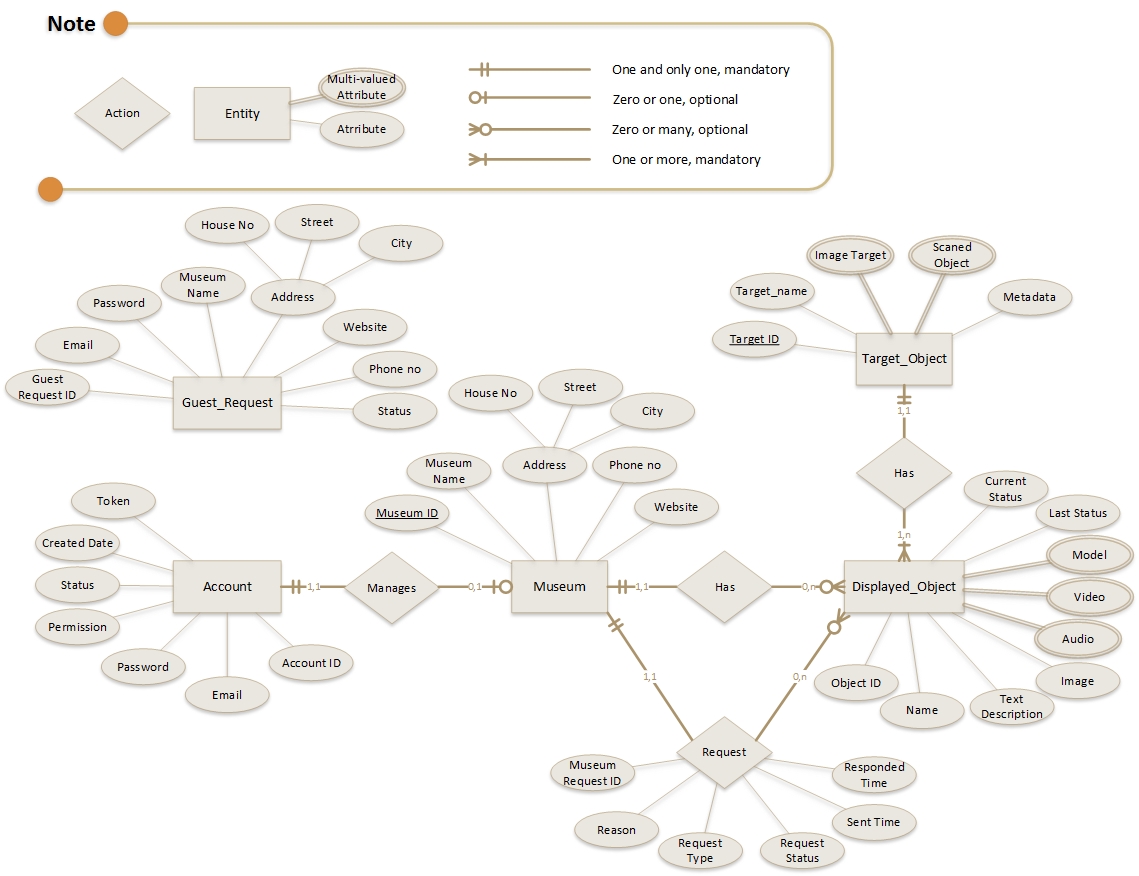 Note
Action
Entity
Multi-valued
Attribute
Atrribute
One and only one, mandatory
Zero or one, optional
Zero or many, optional
One or more, mandatory
House No
Street
City
Museum
Name
Address
Password
Website
Email
Phone no
Guest
Request ID
Guest_Request
Status
Image Target
Scaned
Object
Target_name
Metadata
Target ID
Target_Object
1,1
Has
1,n
House No
Street
City
Museum
Name
Address
Phone no
Museum ID
Website
Current
Status
Last Status
Token
Created Date
Status
Permission
Password
Email
Account ID
Account
1,1
Manages
0,1
Museum
1,1
Has
0,n
Displayed_Object
Model
Video
Audio
Image
Text
Description
Name
Object ID
1,1
0,n
Request
Museum
Request ID
Reason
Request
Type
Request
Status
Sent Time
Responded
Time